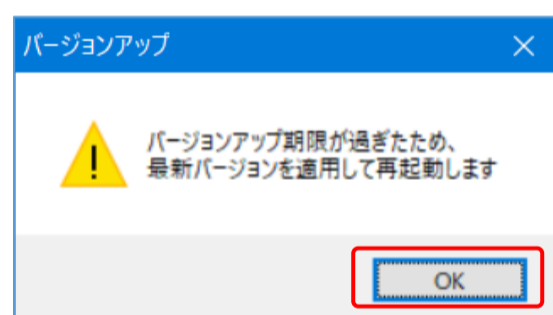 バージョンアップ
バージョンアップ期限が過ぎたため、
最新バージョンを適用して再起動します
OK